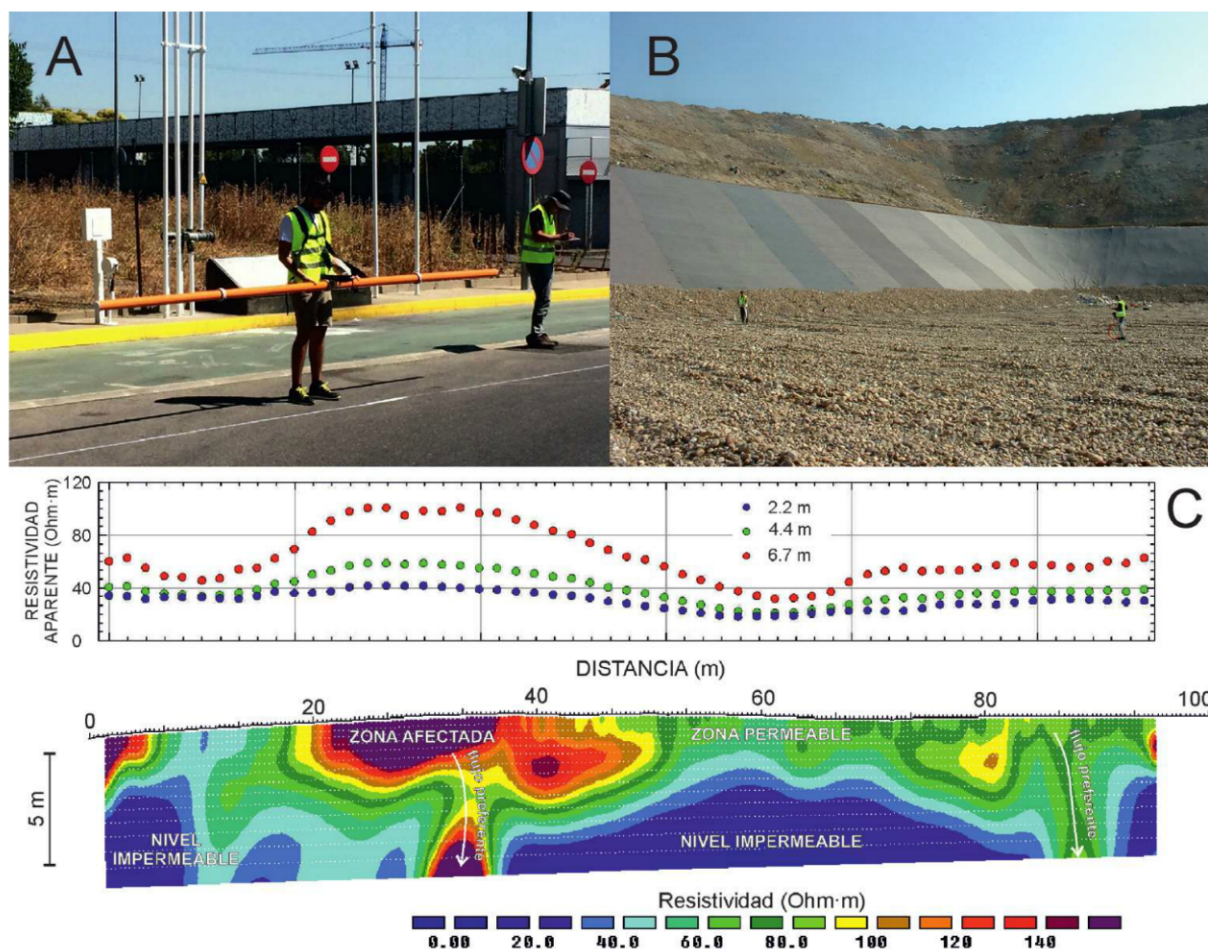 A
B
C
120
80
40
0
RESISTIVIDAD
APARENTE (Ohm·m)
2.2 m
4.4 m
6.7 m
DISTANCIA (m)
0 20 40 60 80 100
5 m
ZONA AFECTADA
ZONA PERMEABLE
flujo preferente
flujo preferente
NIVEL
IMPERMEABLE
NIVEL IMPERMEABLE
Resistividad (Ohm·m)
0.00 20.0 40.0 60.0 80.0 100 120 140